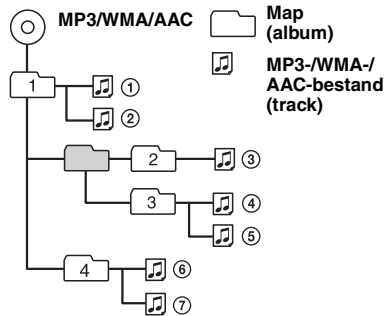 MP3/WMA/AAC
Map
(album)
MP3-/WMA-/
AAC-bestand
(track)
1
①
②
2
③
3
④
⑤
4
⑥
⑦